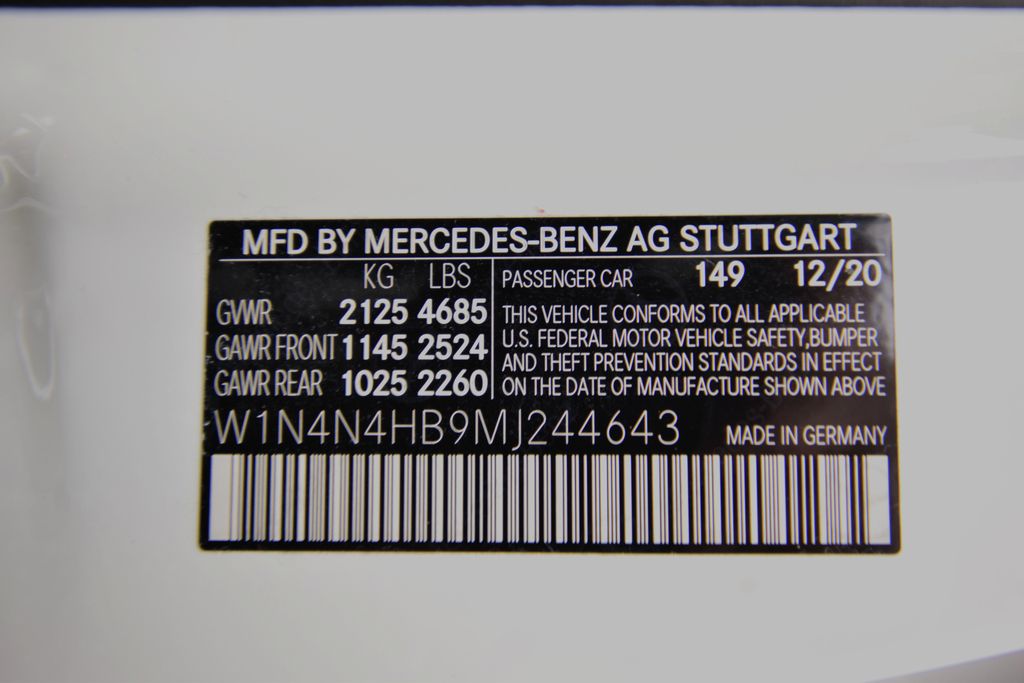 MFD BY MERCEDES-BENZ AG STUTTGART
KG LBS
GVWR 2125 4685
GAWR FRONT 1145 2524
GAWR REAR 1025 2260
PASSENGER CAR 149 12/20
THIS VEHICLE CONFORMS TO ALL APPLICABLE
U.S. FEDERAL MOTOR VEHICLE SAFETY,BUMPER
AND THEFT PREVENTION STANDARDS IN EFFECT
ON THE DATE OF MANUFACTURE SHOWN ABOVE
W1N4N4HB9MJ244643
MADE IN GERMANY